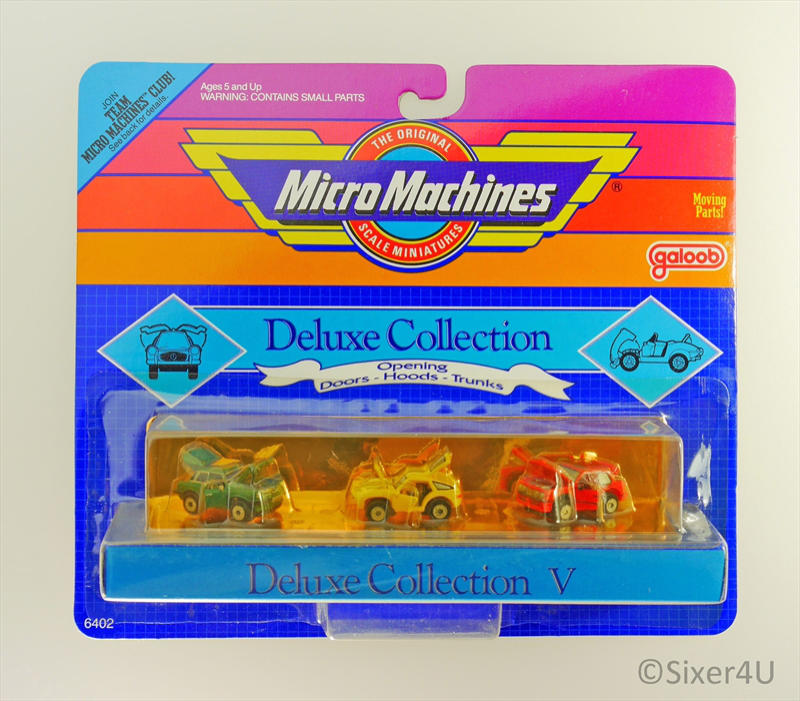 JOIN
TEAM
MICRO MACHINES™ CLUB!
See back for details.
Ages 5 and Up
WARNING: CONTAINS SMALL PARTS
THE ORIGINAL
Micro Machines
®
SCALE MINIATURES
Moving
Parts!
galoob
Deluxe Collection
Opening
Doors - Hoods - Trunks
Deluxe Collection V
6402
©Sixer4U